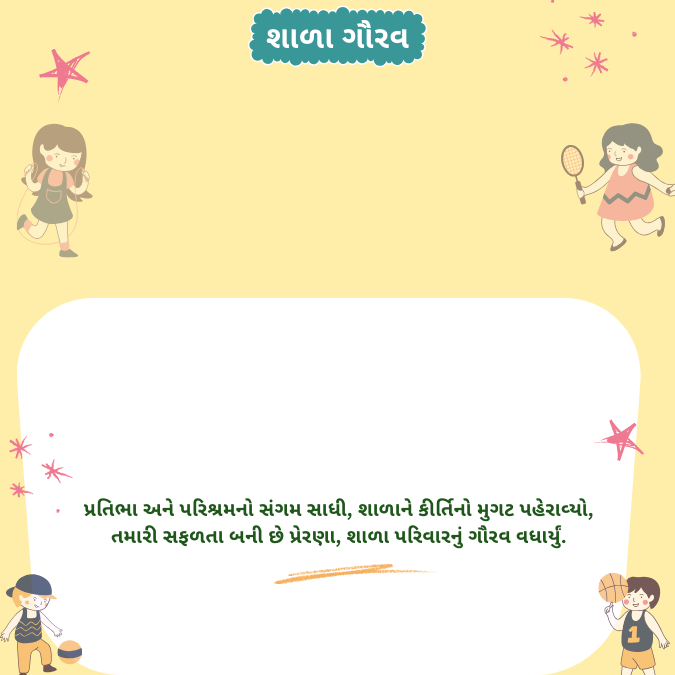 શાળા ગૌરવ
પ્રતિભા અને પરિશ્રમનો સંગમ સાધી, શાળાને કીર્તિનો મુગટ પહેરાવ્યો,
તમારી સફળતા બની છે પ્રેરણા, શાળા પરિવારનું ગૌરવ વધાર્યું.
1